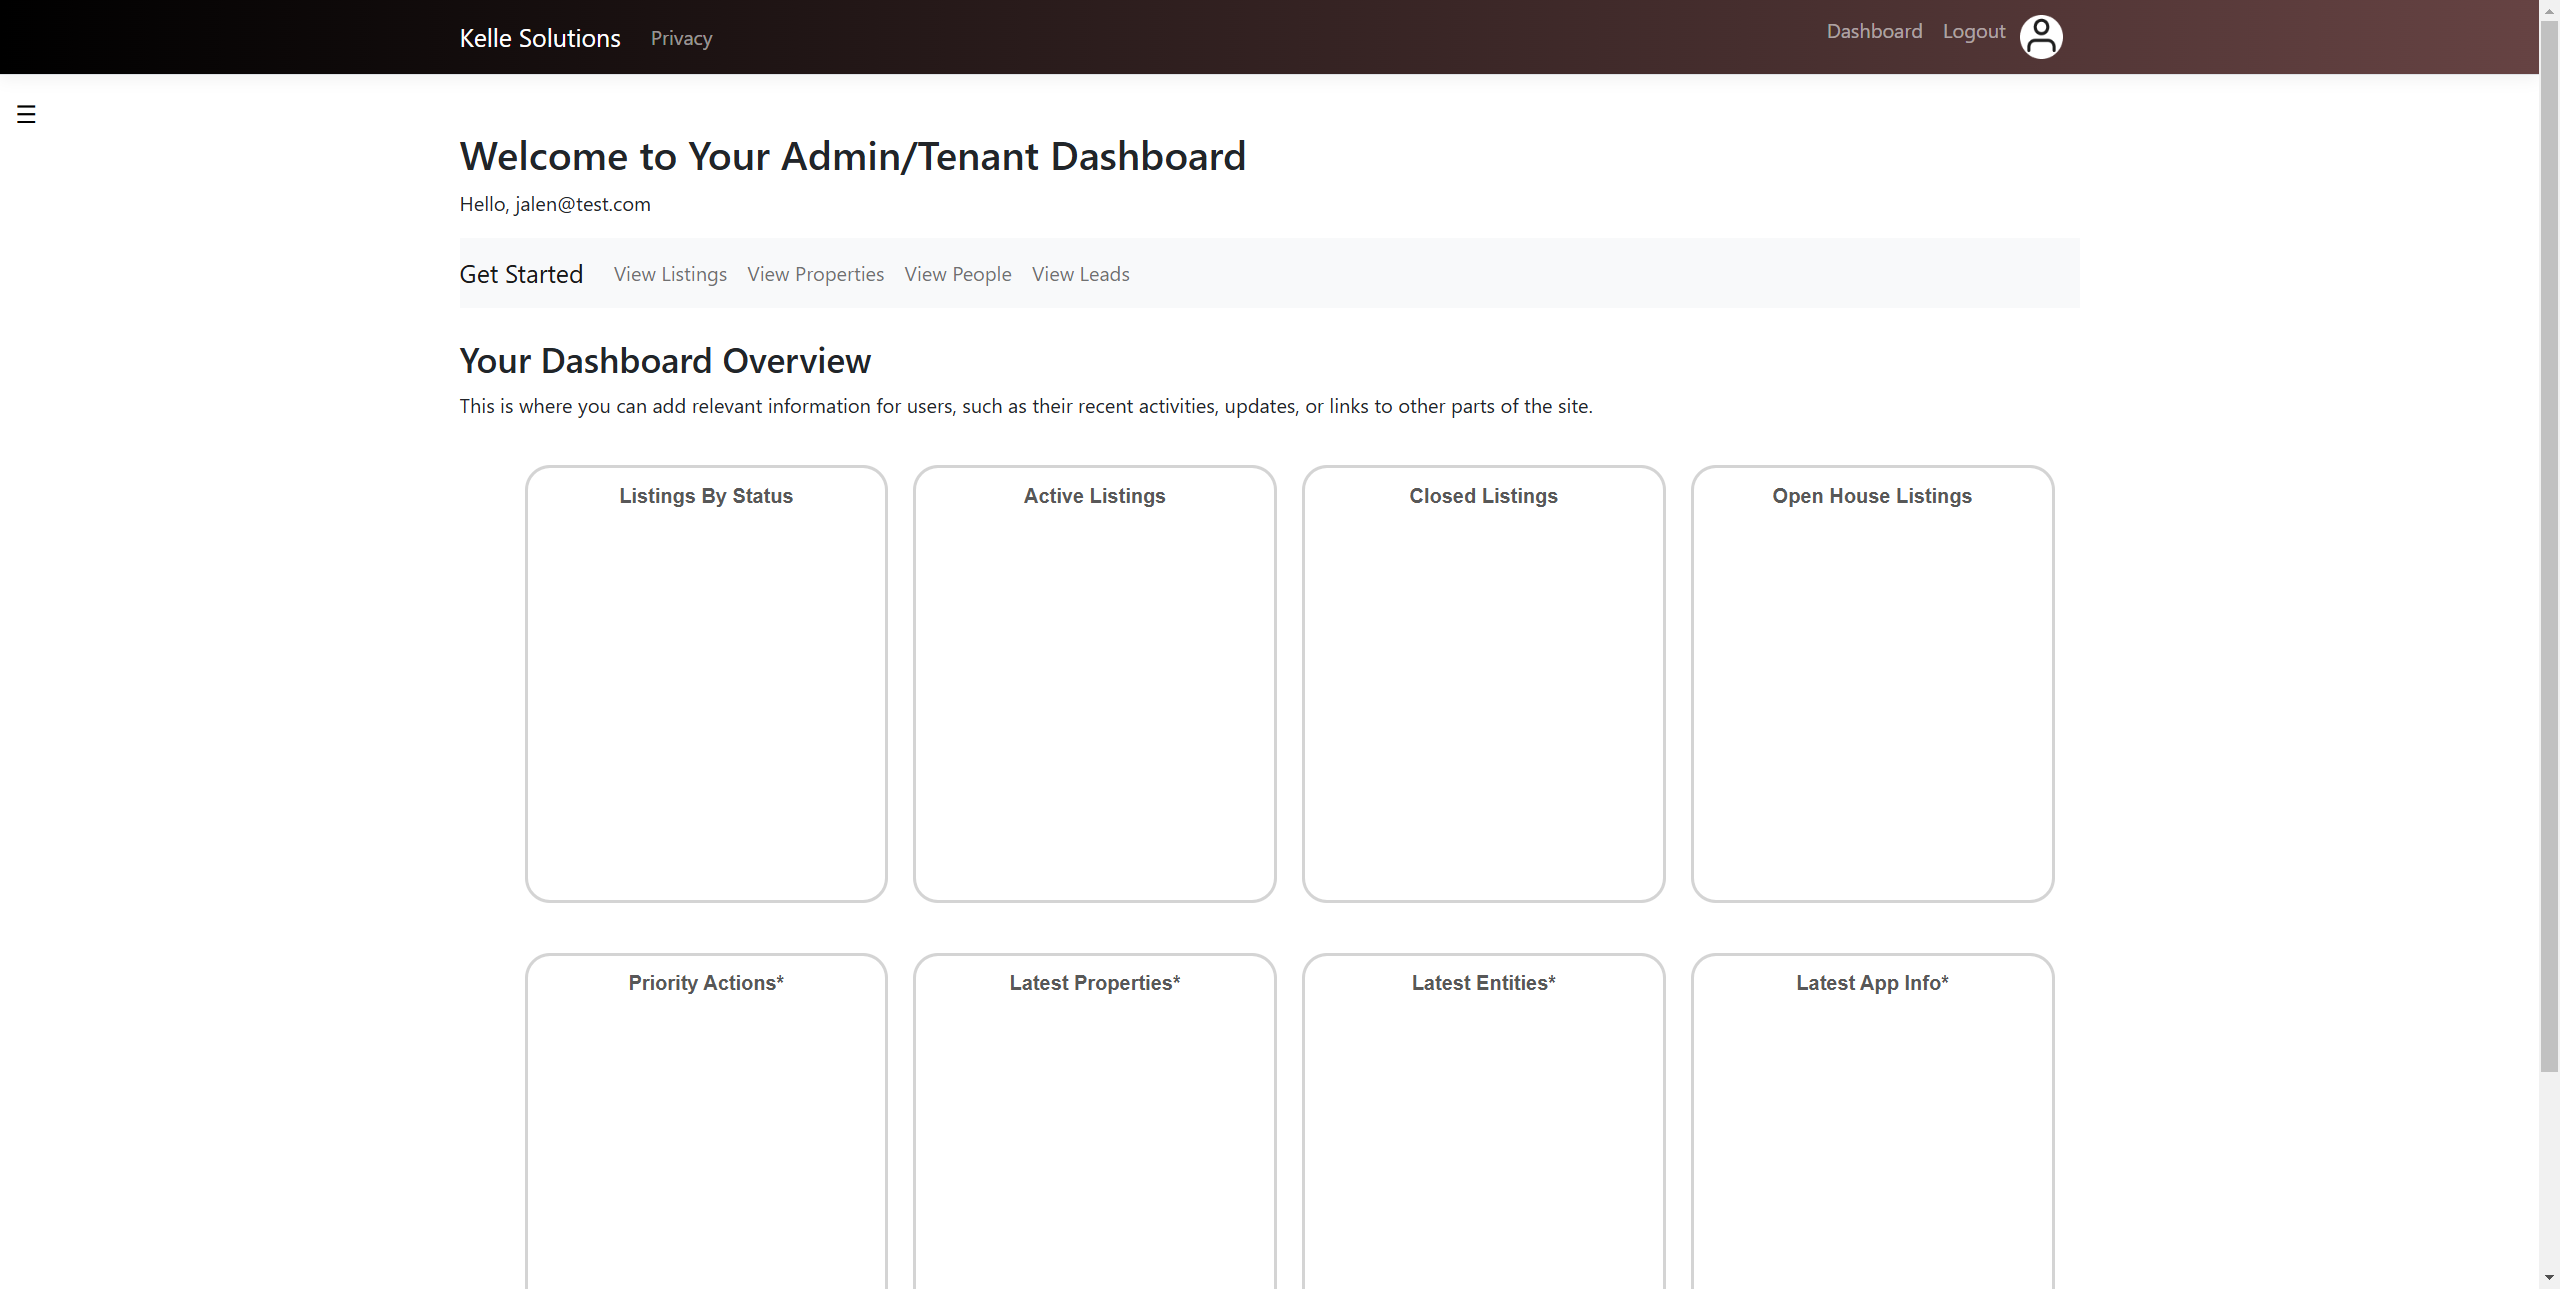 Kelle Solutions Privacy Dashboard Logout
Welcome to Your Admin/Tenant Dashboard
Hello, jalen@test.com
Get Started View Listings View Properties View People View Leads
Your Dashboard Overview
This is where you can add relevant information for users, such as their recent activities, updates, or links to other parts of the site.
Listings By Status Active Listings Closed Listings Open House Listings
Priority Actions* Latest Properties* Latest Entities* Latest App Info*